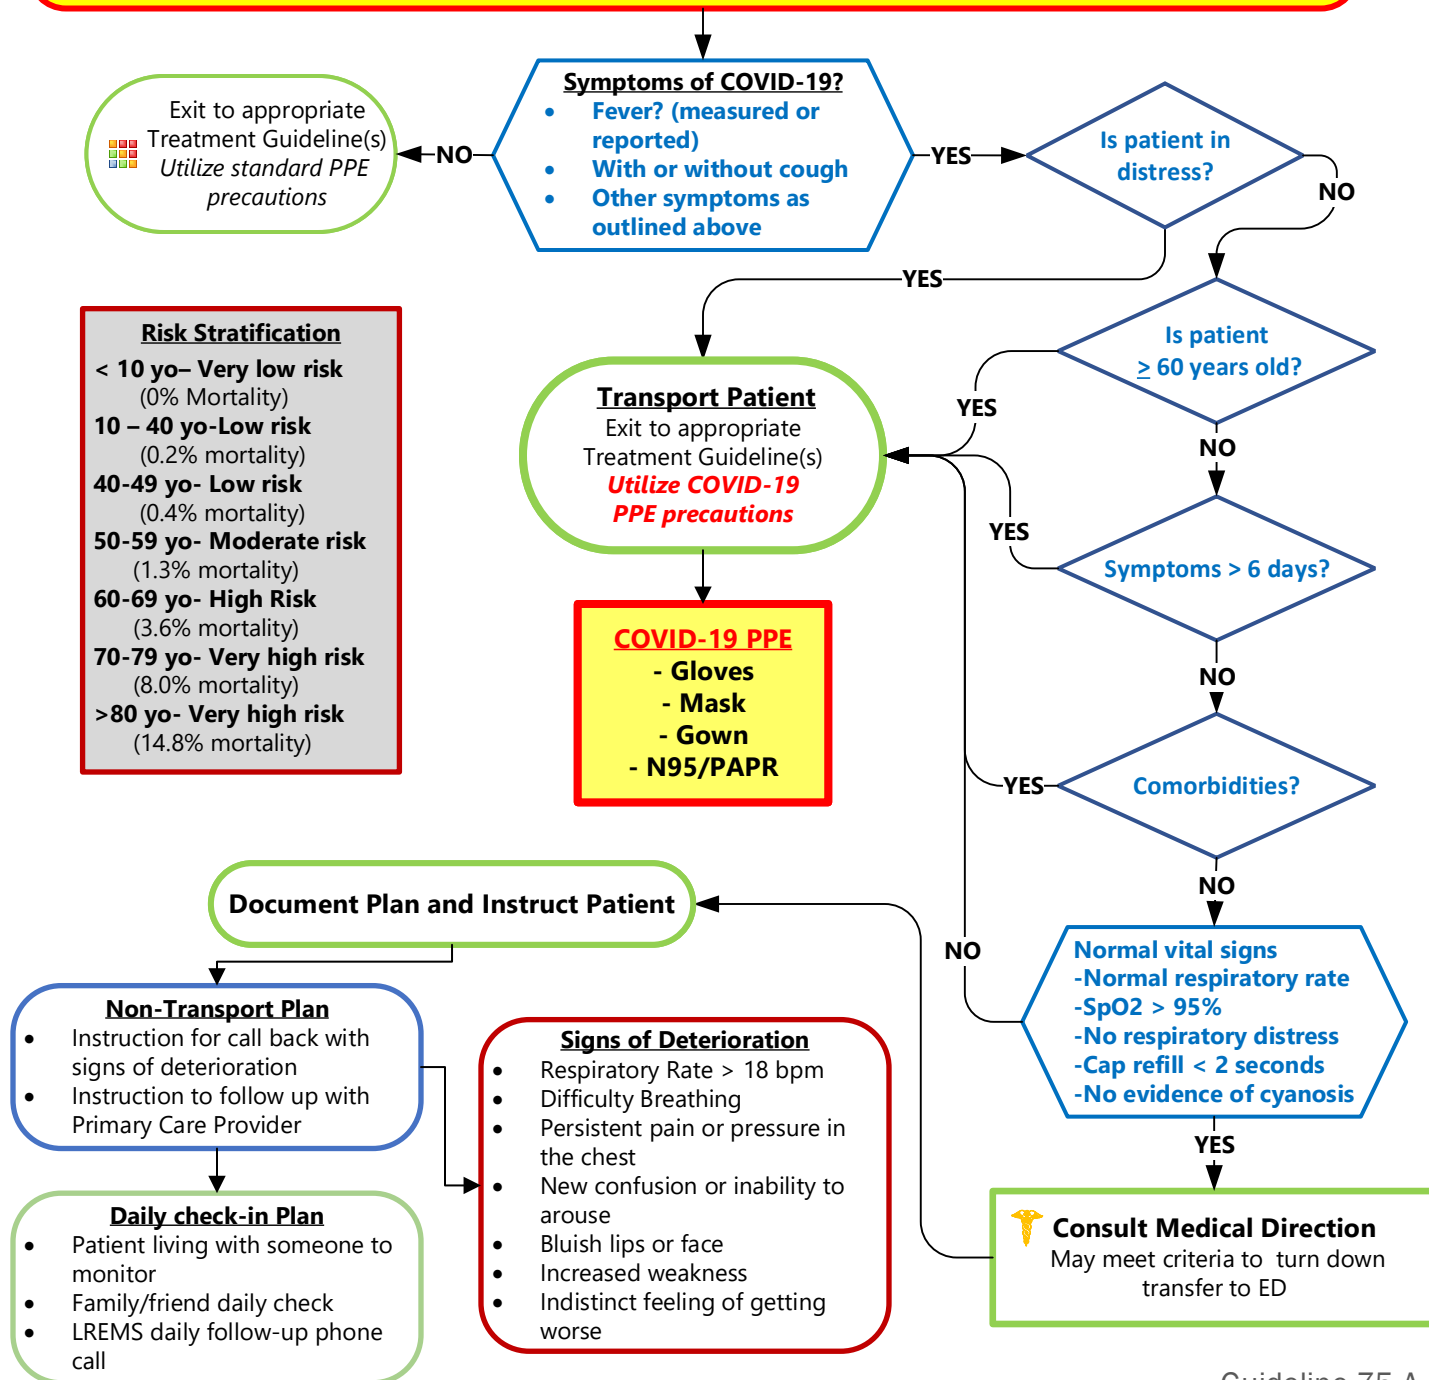 Symptoms of COVID-19?
• Fever? (measured or
reported)
• With or without cough
• Other symptoms as
outlined above
NO
Exit to appropriate
Treatment Guideline(s)
Utilize standard PPE
precautions
YES
Is patient in
distress?
NO
YES
Is patient
≥ 60 years old?
YES
NO
Symptoms > 6 days?
YES
NO
Comorbidities?
YES
NO
Normal vital signs
-Normal respiratory rate
-SpO2 > 95%
-No respiratory distress
-Cap refill < 2 seconds
-No evidence of cyanosis
NO
YES
Consult Medical Direction
May meet criteria to turn down
transfer to ED
Transport Patient
Exit to appropriate
Treatment Guideline(s)
Utilize COVID-19
PPE precautions
COVID-19 PPE
- Gloves
- Mask
- Gown
- N95/PAPR
Risk Stratification
< 10 yo– Very low risk
(0% Mortality)
10 – 40 yo-Low risk
(0.2% mortality)
40-49 yo- Low risk
(0.4% mortality)
50-59 yo- Moderate risk
(1.3% mortality)
60-69 yo- High Risk
(3.6% mortality)
70-79 yo- Very high risk
(8.0% mortality)
>80 yo- Very high risk
(14.8% mortality)
Document Plan and Instruct Patient
Non-Transport Plan
• Instruction for call back with
signs of deterioration
• Instruction to follow up with
Primary Care Provider
Daily check-in Plan
• Patient living with someone to
monitor
• Family/friend daily check
• LREMS daily follow-up phone
call
Signs of Deterioration
• Respiratory Rate > 18 bpm
• Difficulty Breathing
• Persistent pain or pressure in
the chest
• New confusion or inability to
arouse
• Bluish lips or face
• Increased weakness
• Indistinct feeling of getting
worse
Guideline 75 A